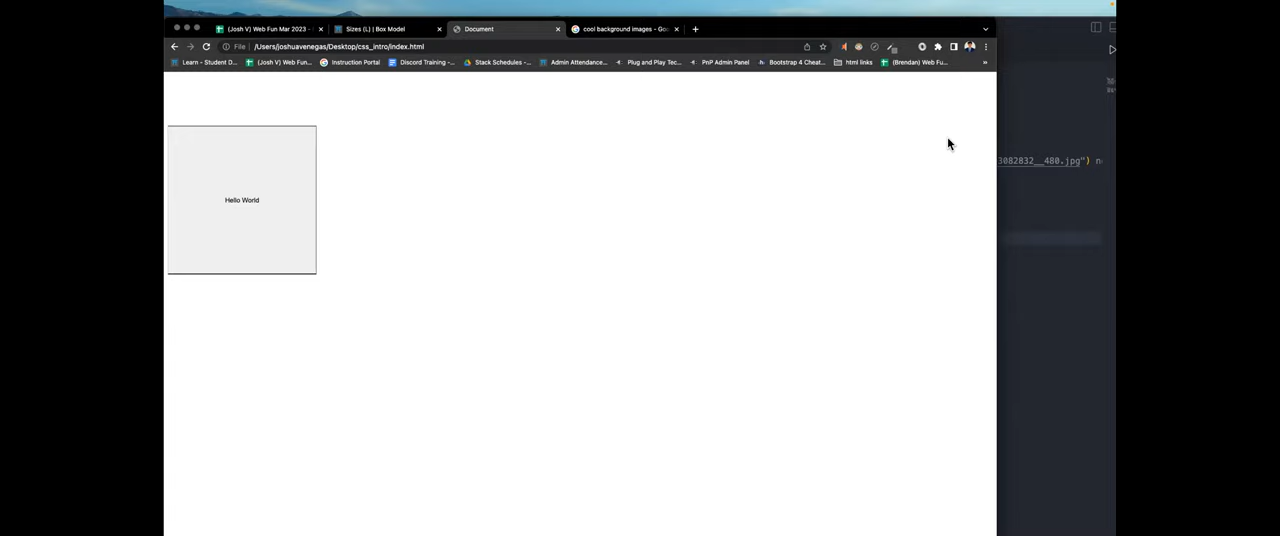 (Josh V) Web Fun Mar 2023 -
Sizes (L) | Box Model
Document
cool background images - Goo
File
/Users/joshuavenegas/Desktop/css_intro/index.html
Learn - Student D...
(Josh V) Web Fun...
Instruction Portal
Discord Training -...
Stack Schedules -...
Admin Attendance...
Plug and Play Tec...
PnP Admin Panel
Bootstrap 4 Cheat...
html links
(Brendan) Web Fu...
»
3082832__480.jpg") n
Hello World